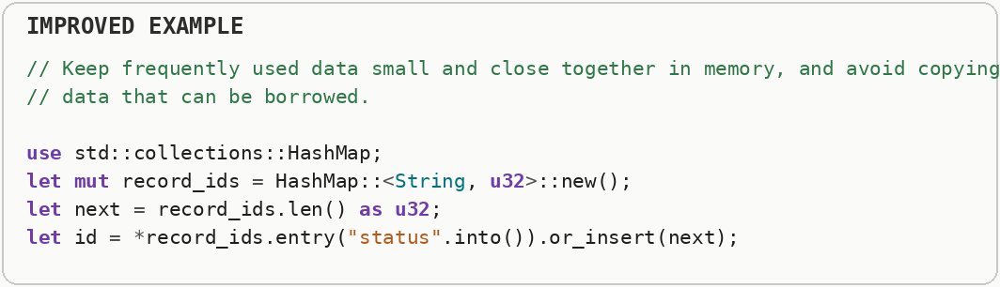 IMPROVED EXAMPLE
// Keep frequently used data small and close together in memory, and avoid copying
// data that can be borrowed.
use std::collections::HashMap;
let mut record_ids = HashMap::<String, u32>::new();
let next = record_ids.len() as u32;
let id = *record_ids.entry("status".into()).or_insert(next);